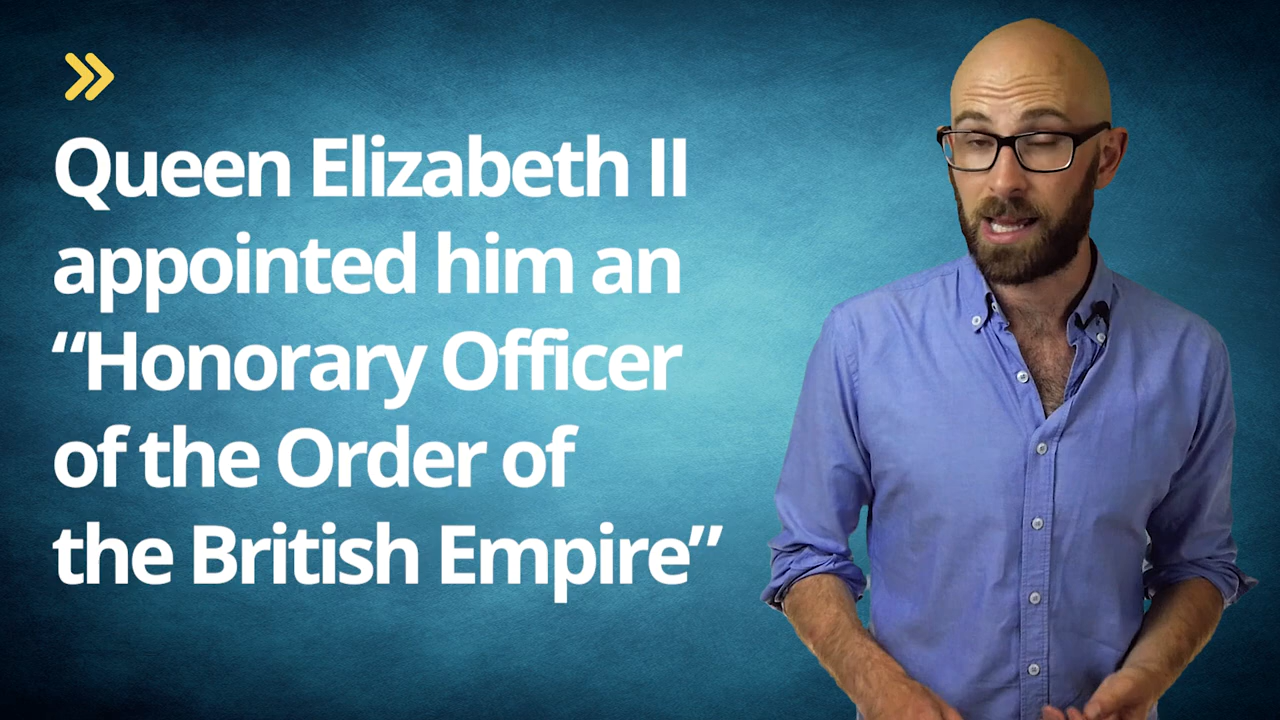 Queen Elizabeth II
appointed him an
“Honorary Officer
of the Order of
the British Empire”